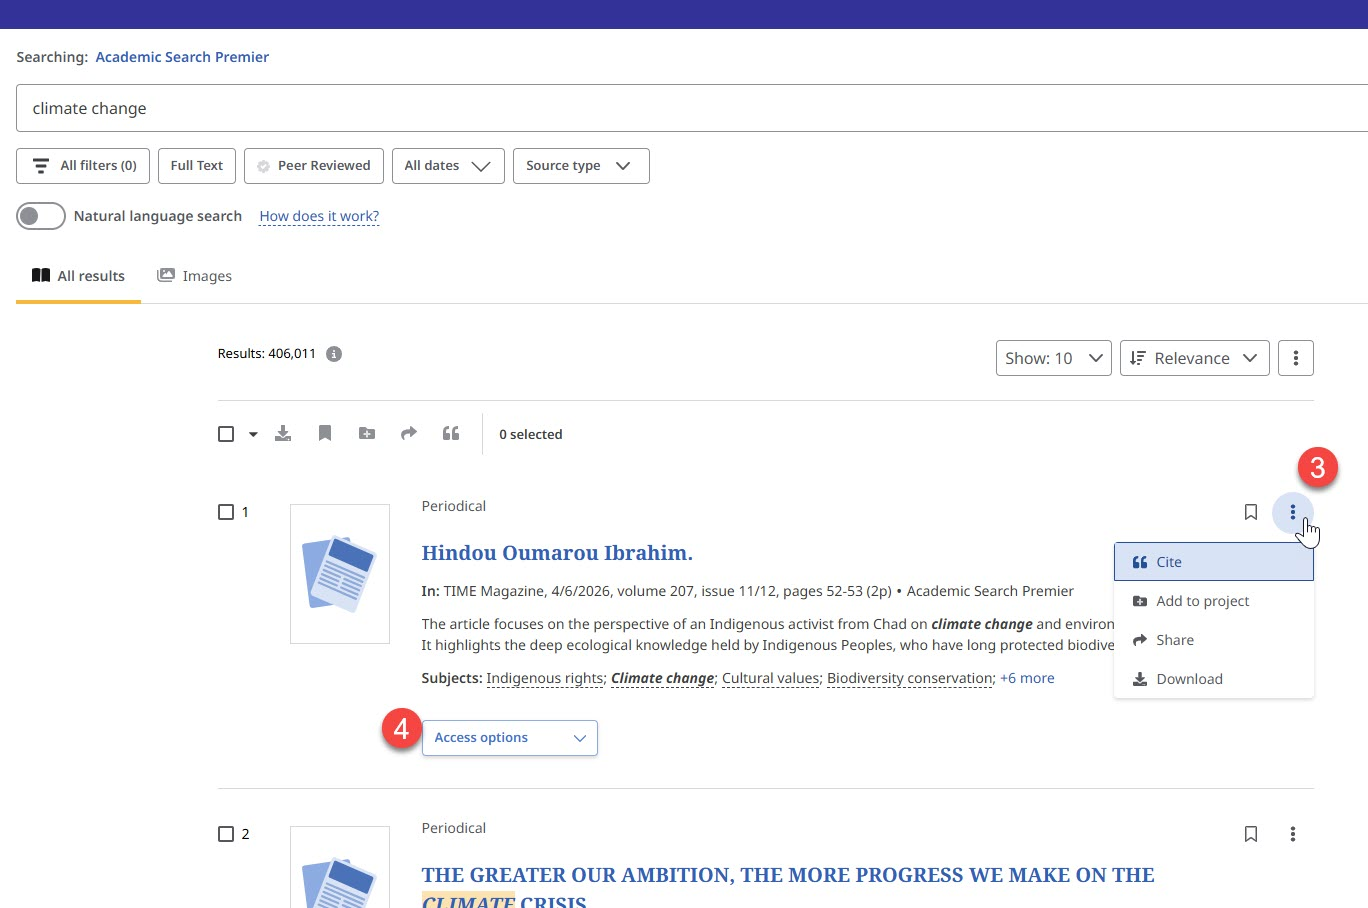 Searching: Academic Search Premier
climate change
All filters (0) Full Text Peer Reviewed All dates Source type
Natural language search How does it work?
All results Images
Results: 406,011 Show: 10 Relevance
0 selected
3
1 Periodical
Hindou Oumarou Ibrahim.
In: TIME Magazine, 4/6/2026, volume 207, issue 11/12, pages 52-53 (2p) • Academic Search Premier
The article focuses on the perspective of an Indigenous activist from Chad on climate change and environ
It highlights the deep ecological knowledge held by Indigenous Peoples, who have long protected biodive
Subjects: Indigenous rights; Climate change; Cultural values; Biodiversity conservation; +6 more
Cite
Add to project
Share
Download
4 Access options
2 Periodical
THE GREATER OUR AMBITION, THE MORE PROGRESS WE MAKE ON THE
CLIMATE CRISIS